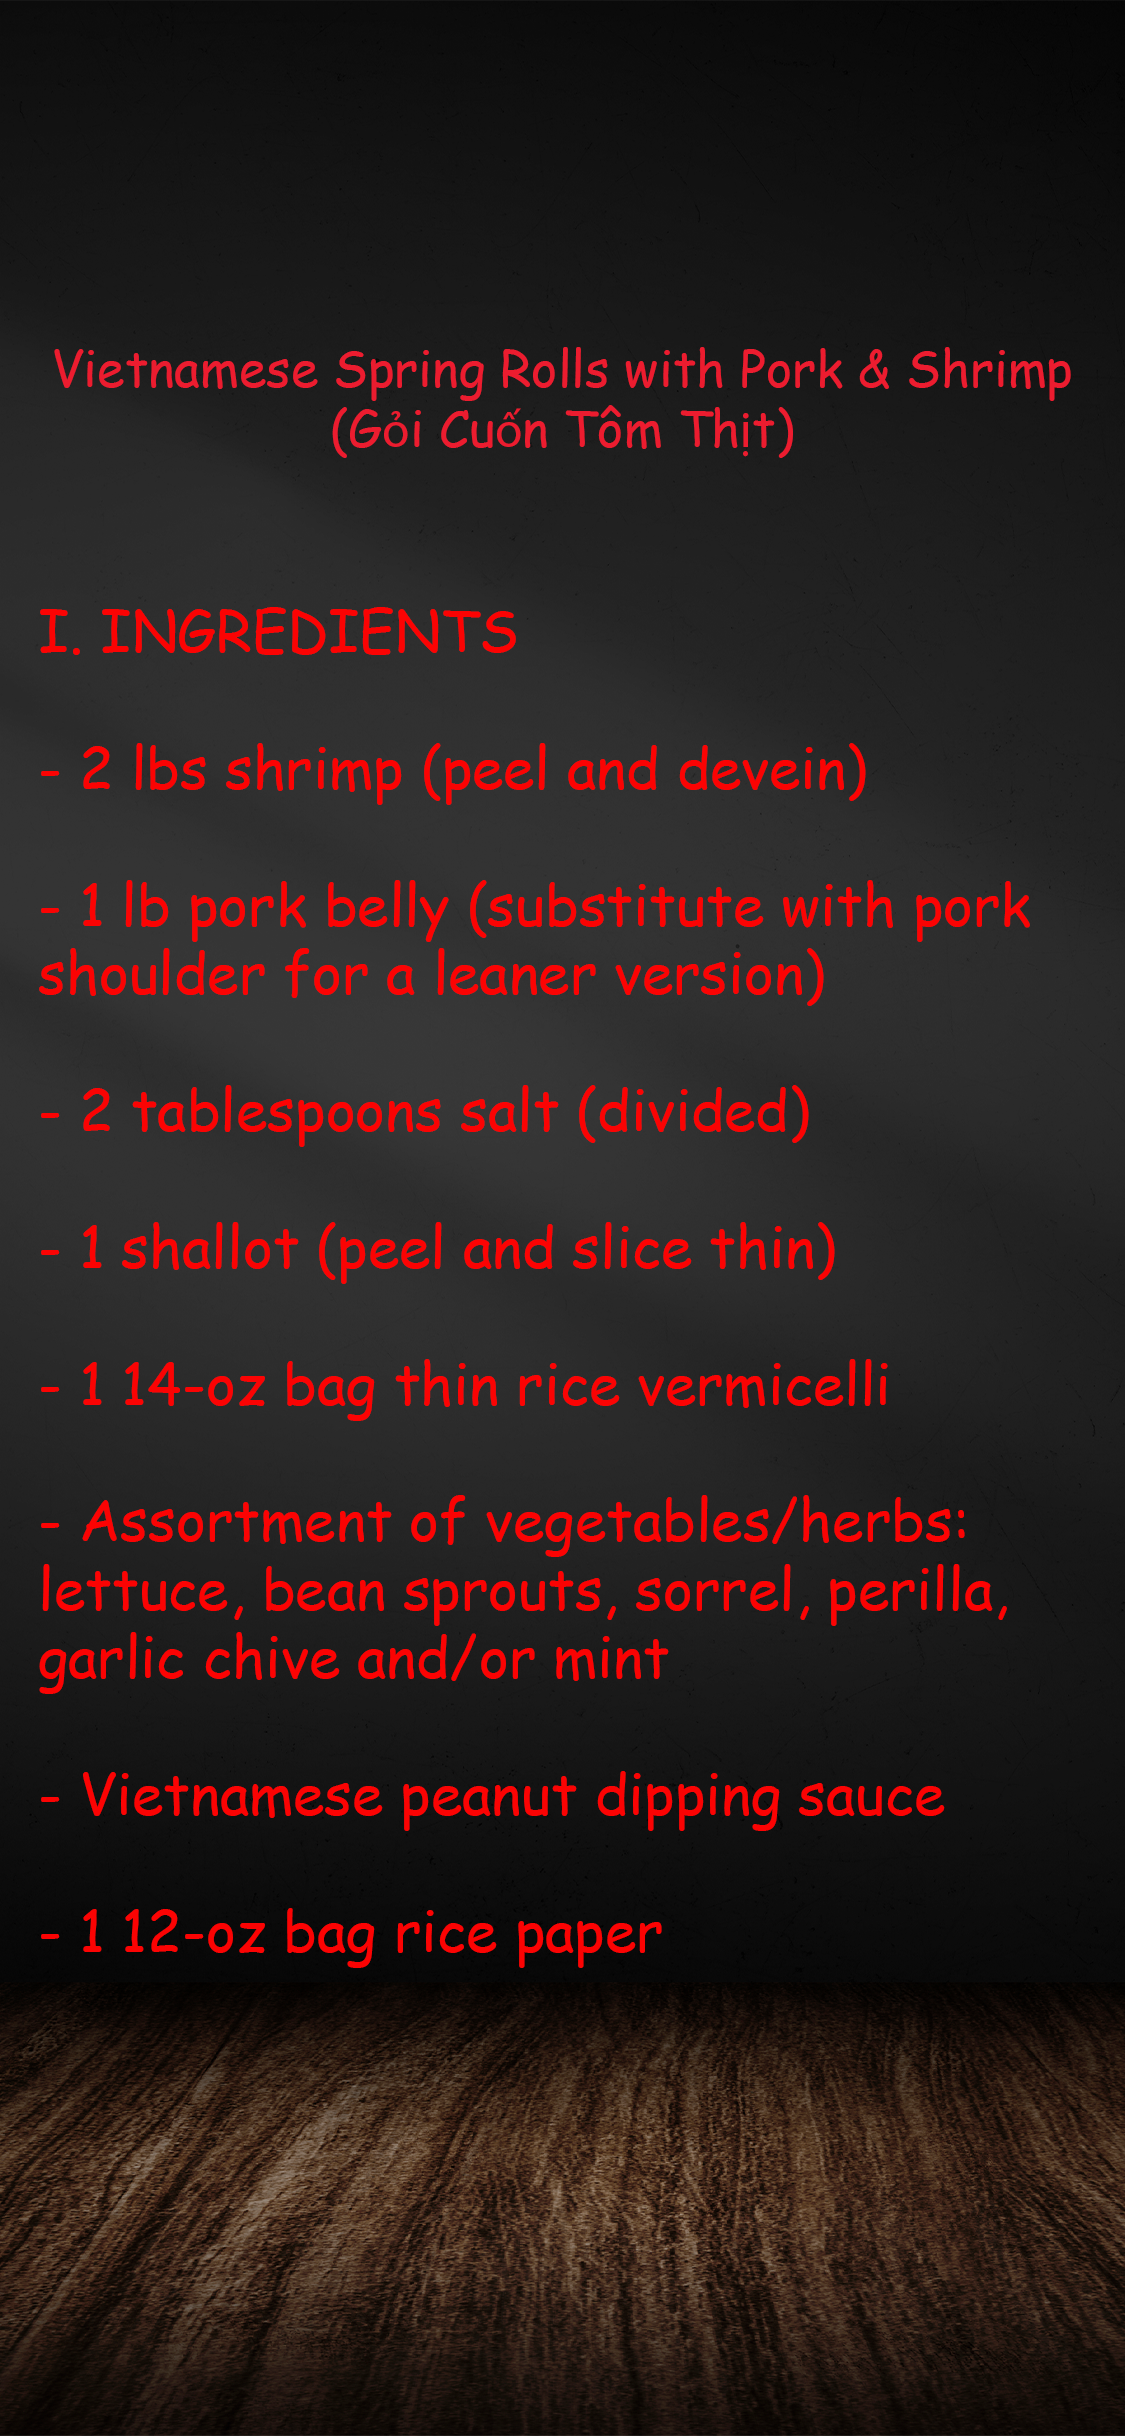 Vietnamese Spring Rolls with Pork & Shrimp
(Gỏi Cuốn Tôm Thịt)
I. INGREDIENTS
- 2 lbs shrimp (peel and devein)
- 1 lb pork belly (substitute with pork
shoulder for a leaner version)
- 2 tablespoons salt (divided)
- 1 shallot (peel and slice thin)
- 1 14-oz bag thin rice vermicelli
- Assortment of vegetables/herbs:
lettuce, bean sprouts, sorrel, perilla,
garlic chive and/or mint
- Vietnamese peanut dipping sauce
- 1 12-oz bag rice paper